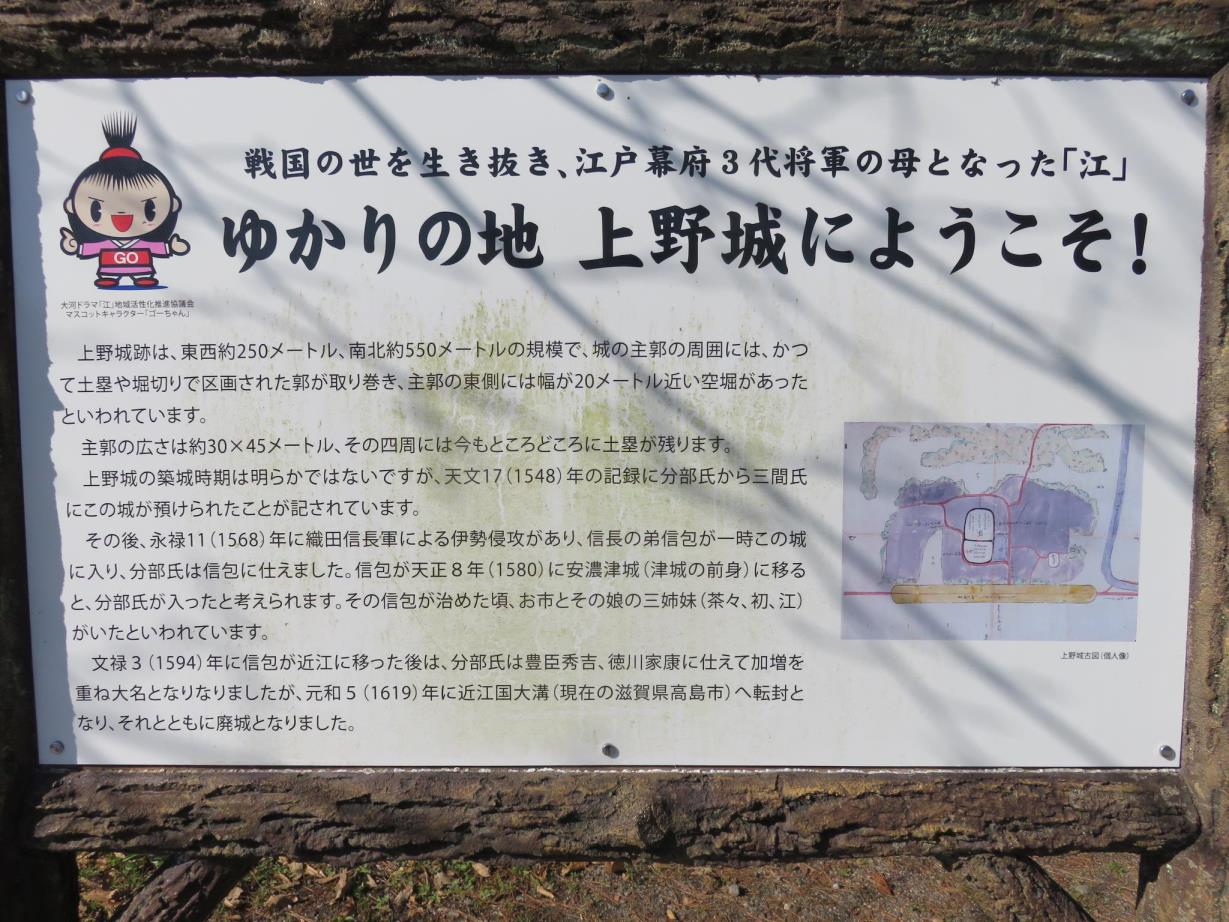 戦国の世を生き抜き、江戸幕府3代将軍の母となった「江」
ゆかりの地 上野城にようこそ!
GO
大河ドラマ「江」地域活性化推進協議会
マスコットキャラクター「ゴーちゃん」
上野城跡は、東西約250メートル、南北約550メートルの規模で、城の主郭の周囲には、かつ
て土塁や堀切りで区画された郭が取り巻き、主郭の東側には幅が20メートル近い空堀があった
といわれています。
主郭の広さは約30×45メートル、その四周には今もところどころに土塁が残ります。
上野城の築城時期は明らかではないですが、天文17(1548)年の記録に分部氏から三間氏
にこの城が預けられたことが記されています。
その後、永禄11(1568)年に織田信長軍による伊勢侵攻があり、信長の弟信包が一時この城
に入り、分部氏は信包に仕えました。信包が天正8年(1580)に安濃津城(津城の前身)に移る
と、分部氏が入ったと考えられます。その信包が治めた頃、お市とその娘の三姉妹(茶々、初、江)
がいたといわれています。
文禄3(1594)年に信包が近江に移った後は、分部氏は豊臣秀吉、徳川家康に仕えて加増を
重ね大名となりなりましたが、元和5(1619)年に近江国大溝(現在の滋賀県高島市)へ転封と
なり、それとともに廃城となりました。
上野城古図(個人像)